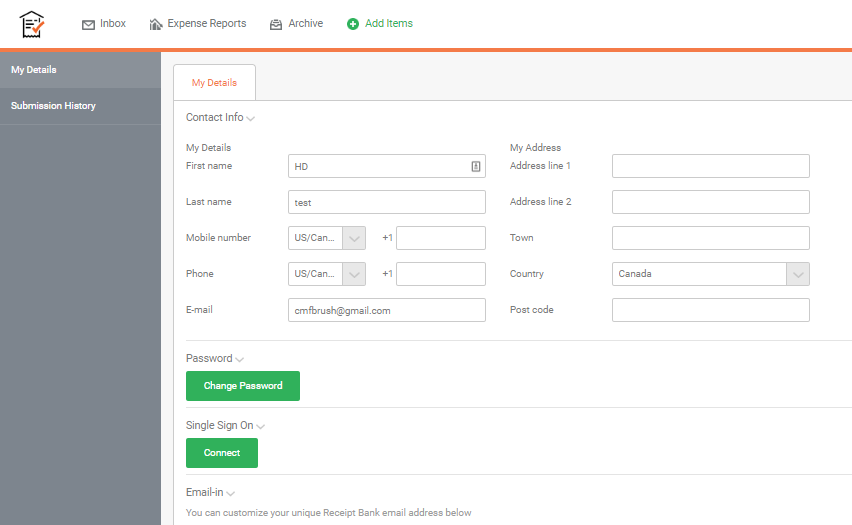 Inbox Expense Reports Archive Add Items
My Details
Submission History
My Details
Contact Info
My Details My Address
First name HD Address line 1
Last name test Address line 2
Mobile number US/Can... +1 Town
Phone US/Can... +1 Country Canada
E-mail cmfbrush@gmail.com Post code
Password
Change Password
Single Sign On
Connect
Email-in
You can customize your unique Receipt Bank email address below